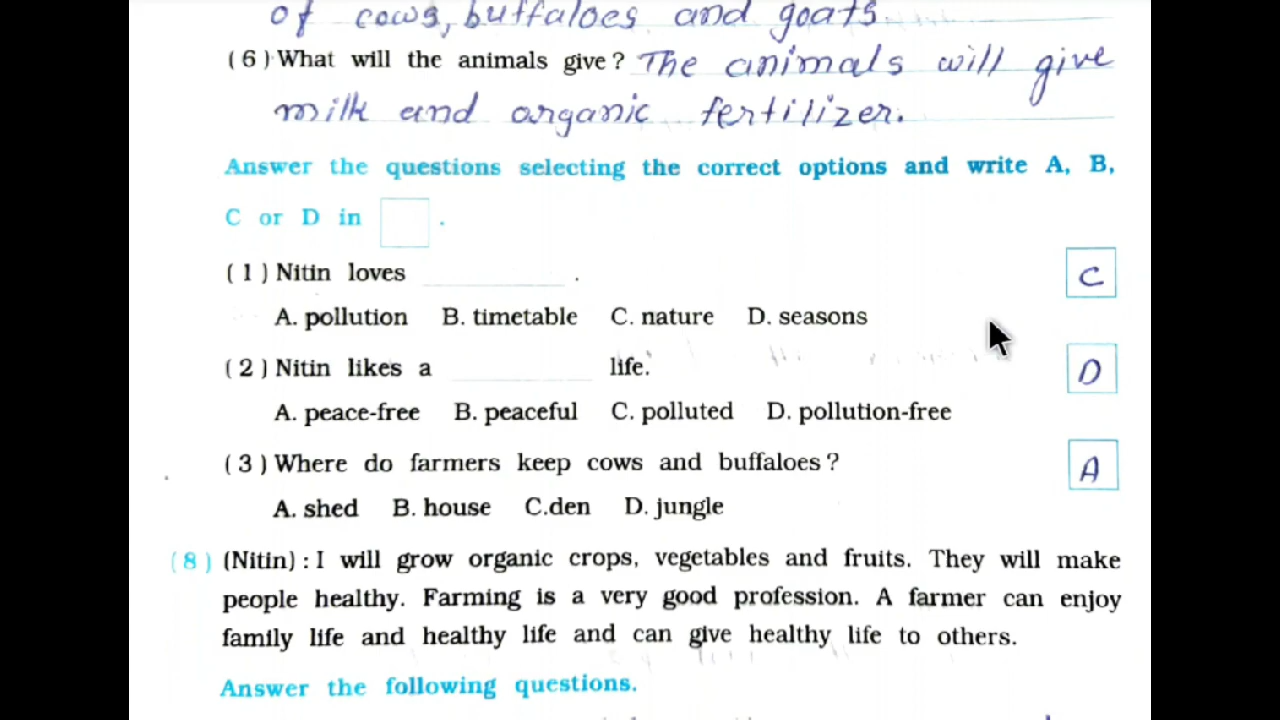 of cows, buffaloes and goats.
(6) What will the animals give? The animals will give
milk and organic fertilizer.
Answer the questions selecting the correct options and write A, B,
C or D in .
(1) Nitin loves ____________ . C
A. pollution B. timetable C. nature D. seasons
(2) Nitin likes a ____________ life. D
A. peace-free B. peaceful C. polluted D. pollution-free
(3) Where do farmers keep cows and buffaloes? A
A. shed B. house C.den D. jungle
(8) (Nitin) : I will grow organic crops, vegetables and fruits. They will make
people healthy. Farming is a very good profession. A farmer can enjoy
family life and healthy life and can give healthy life to others.
Answer the following questions.